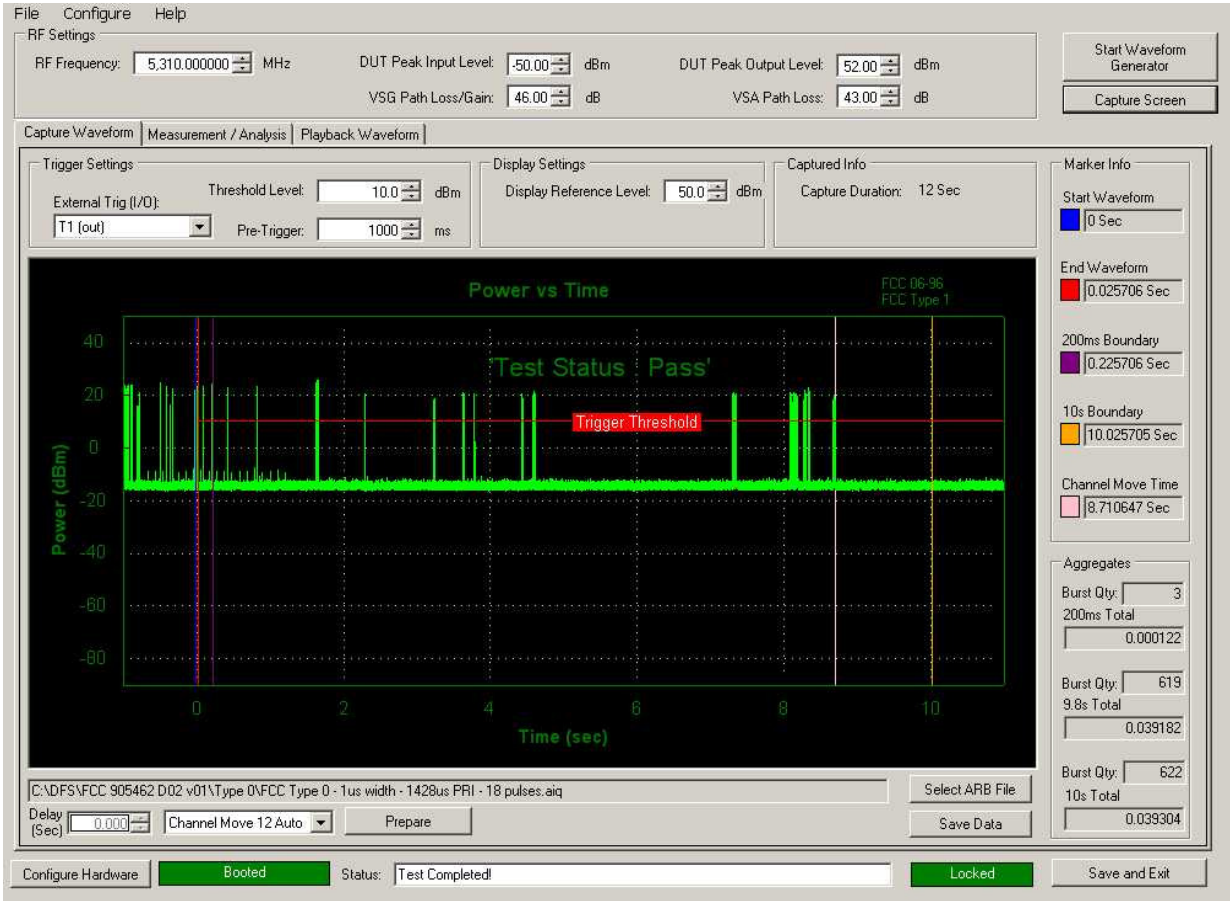 File Configure Help
RF Settings
RF Frequency: 5,310.000000 MHz
DUT Peak Input Level: -50.00 dBm
DUT Peak Output Level: 52.00 dBm
VSG Path Loss/Gain: 46.00 dB
VSA Path Loss: 43.00 dB
Start Waveform
Generator
Capture Screen
Capture Waveform Measurement / Analysis Playback Waveform
Trigger Settings
External Trig (I/O):
T1 (out)
Threshold Level: 10.0 dBm
Pre-Trigger: 1000 ms
Display Settings
Display Reference Level: 50.0 dBm
Captured Info
Capture Duration: 12 Sec
Power vs Time
FCC 06-96
FCC Type 1
'Test Status : Pass'
Trigger Threshold
Power (dBm)
40
20
0
-20
-40
-60
-80
0 2 4 6 8 10
Time (sec)
Marker Info
Start Waveform
0 Sec
End Waveform
0.025706 Sec
200ms Boundary
0.225706 Sec
10s Boundary
10.025705 Sec
Channel Move Time
8.710647 Sec
Aggregates
Burst Qty: 3
200ms Total
0.000122
Burst Qty: 619
9.8s Total
0.039182
Burst Qty: 622
10s Total
0.039304
C:\DFS\FCC 905462 D02 v01\Type 0\FCC Type 0 - 1us width - 1428us PRI - 18 pulses.aiq
Select ARB File
Delay
(Sec) 0.000
Channel Move 12 Auto
Prepare
Save Data
Configure Hardware
Booted
Status: Test Completed!
Locked
Save and Exit